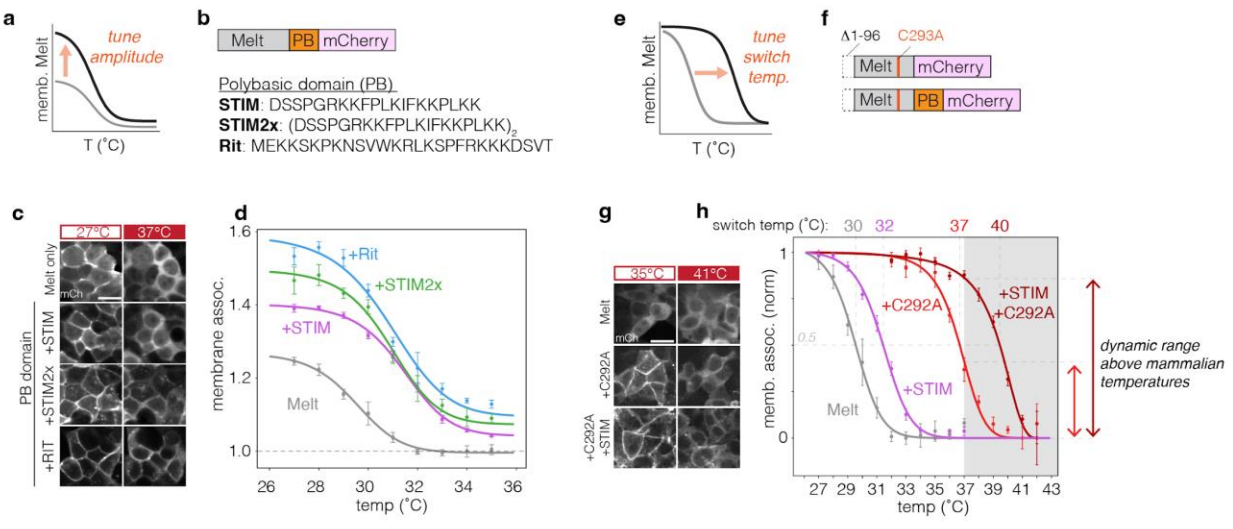 a
tune
amplitude
memb. Melt
T (˚C)
b
Melt
PB
mCherry
Polybasic domain (PB)
STIM: DSSPGRKKFPLKIFKKPLKK
STIM2x: (DSSPGRKKFPLKIFKKPLKK)2
Rit: MEKKSKPKNSVWKRLKSPFRKKKDSVT
e
tune
switch
temp.
memb. Melt
T (˚C)
f
Δ1-96
C293A
Melt
mCherry
Melt
PB
mCherry
c
27°C
37°C
Melt only
mCh
PB domain
+STIM
+STIM2x
+RIT
d
membrane assoc.
1.6
1.4
1.2
1.0
+Rit
+STIM2x
+STIM
Melt
26 28 30 32 34 36
temp (˚C)
g
35°C
41°C
Melt
mCh
+C292A
+C292A
+STIM
h
switch temp (˚C): 30 32 37 40
memb. assoc. (norm)
1
0.5
0
Melt
+STIM
+C292A
+STIM
+C292A
27 29 31 33 35 37 39 41 43
temp (˚C)
dynamic range
above mammalian
temperatures